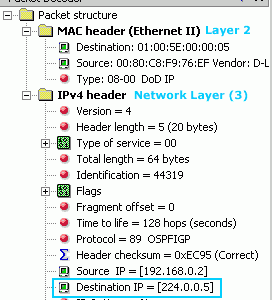 Packet structure
MAC header (Ethernet II) Layer 2
Destination: 01:00:5E:00:00:05
Source: 00:80:C8:F9:76:EF Vendor: D-L
Type: 08-00 DoD IP
IPv4 header Network Layer (3)
Version = 4
Header length = 5 (20 bytes)
Type of service = 00
Total length = 64 bytes
Identification = 44319
Flags
Fragment offset = 0
Time to life = 128 hops (seconds)
Protocol = 89 OSPFIGP
Header checksum = 0xEC95 (Correct)
Source IP = [192.168.0.2]
Destination IP = [224.0.0.5]